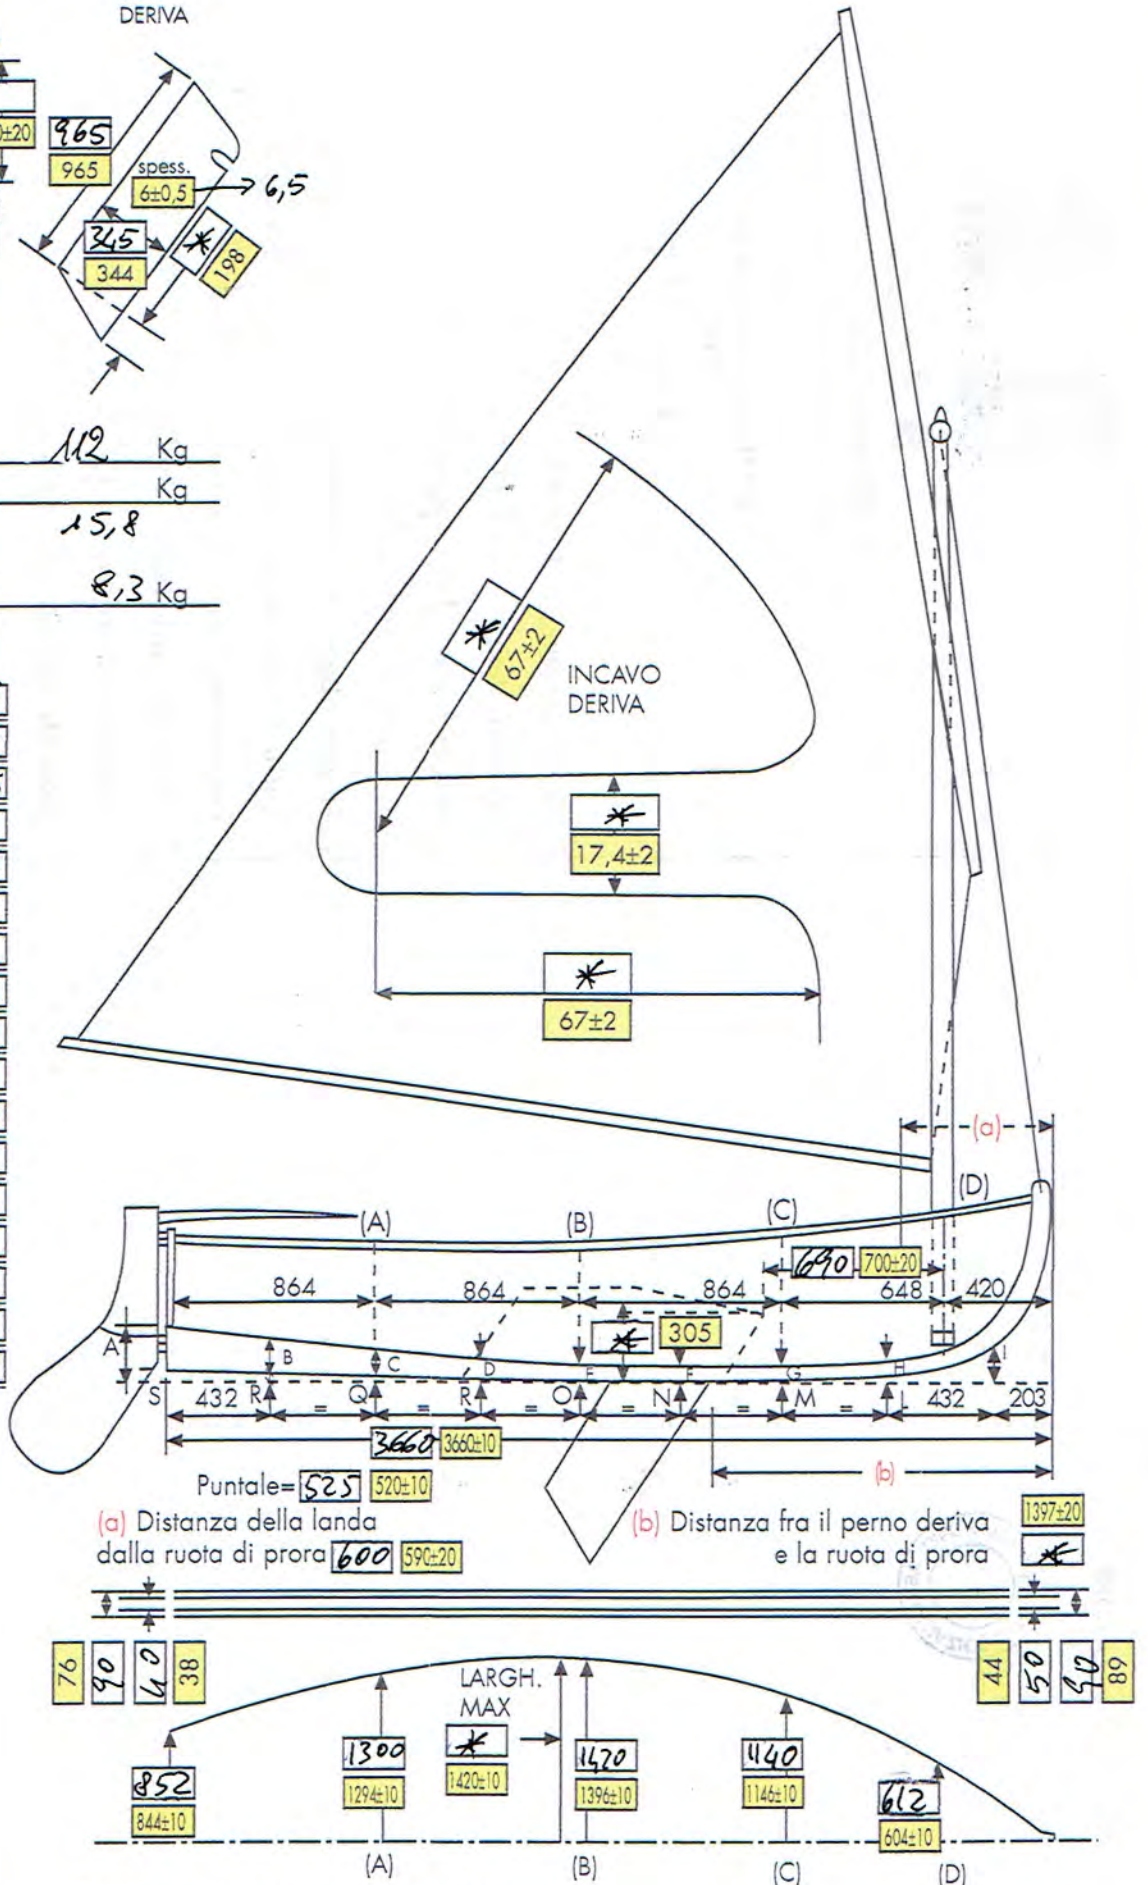 DERIVA
0±20
965
965
spess.
6±0,5
6,5
345
344
*
198
112 Kg
Kg
15,8
8,3 Kg
*
67±2
INCAVO
DERIVA
*
17,4±2
*
67±2
(a)
(A)
(B)
(C)
(D)
690 700±20
864
864
864
648
420
* 305
A
B
C
D
E
F
G
H
I
S 432 R = Q = R = O = N = M = L 432 203
3660 3660±10
(b)
Puntale= 525 520±10
(a) Distanza della landa
dalla ruota di prora 600 590±20
(b) Distanza fra il perno deriva
e la ruota di prora
1397±20
*
76
90
40
38
44
50
90
89
LARGH.
MAX
*
1420±10
852
844±10
1300
1294±10
1420
1396±10
1140
1146±10
612
604±10
(A)
(B)
(C)
(D)